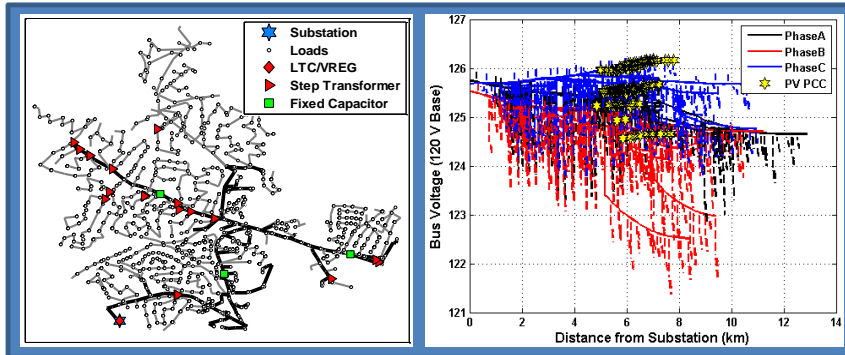 Substation
Loads
LTC/VREG
Step Transformer
Fixed Capacitor
127
126
125
124
123
122
121
0
2
4
6
8
10
12
14
Bus Voltage (120 V Base)
Distance from Substation (km)
PhaseA
PhaseB
PhaseC
PV PCC